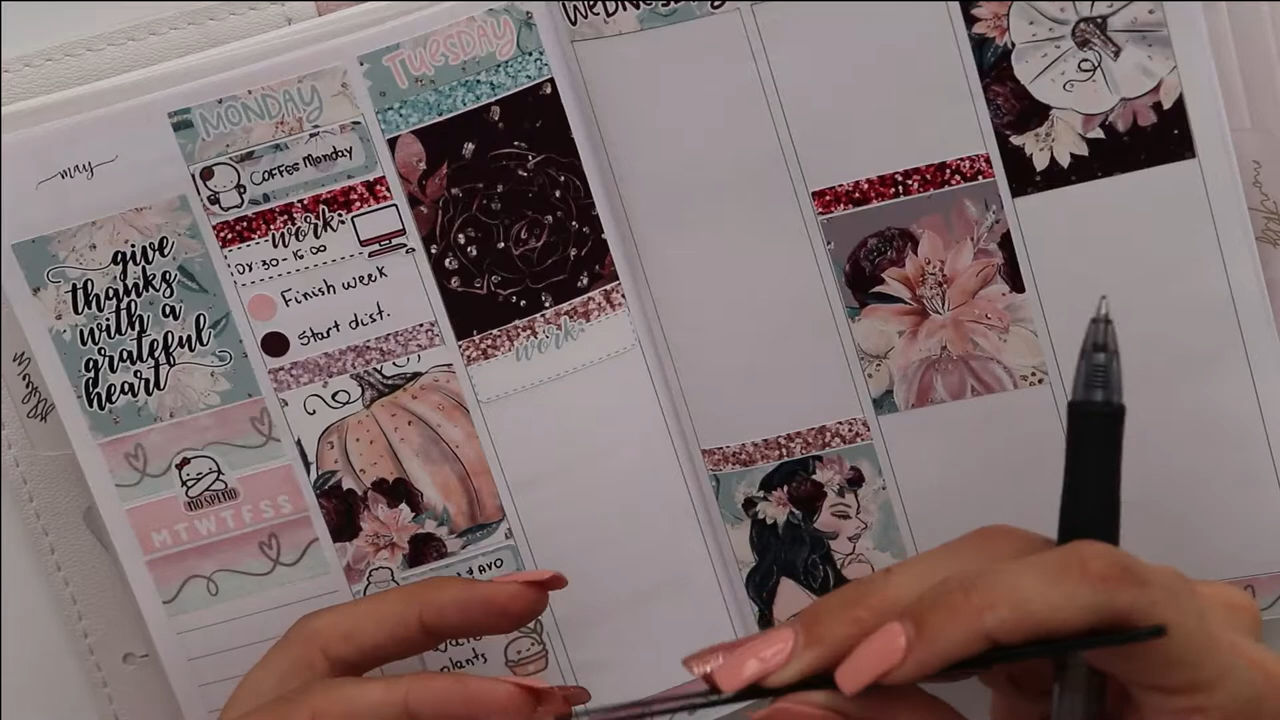 may
give
thanks
with a
grateful
heart
NO SPEND
MTWTFSS
MONDAY
COFFEE Monday
work:
07:30-16:00
Finish week
Start dist.
AVO
plants
TUESDAY
work:
WEDNESDAY